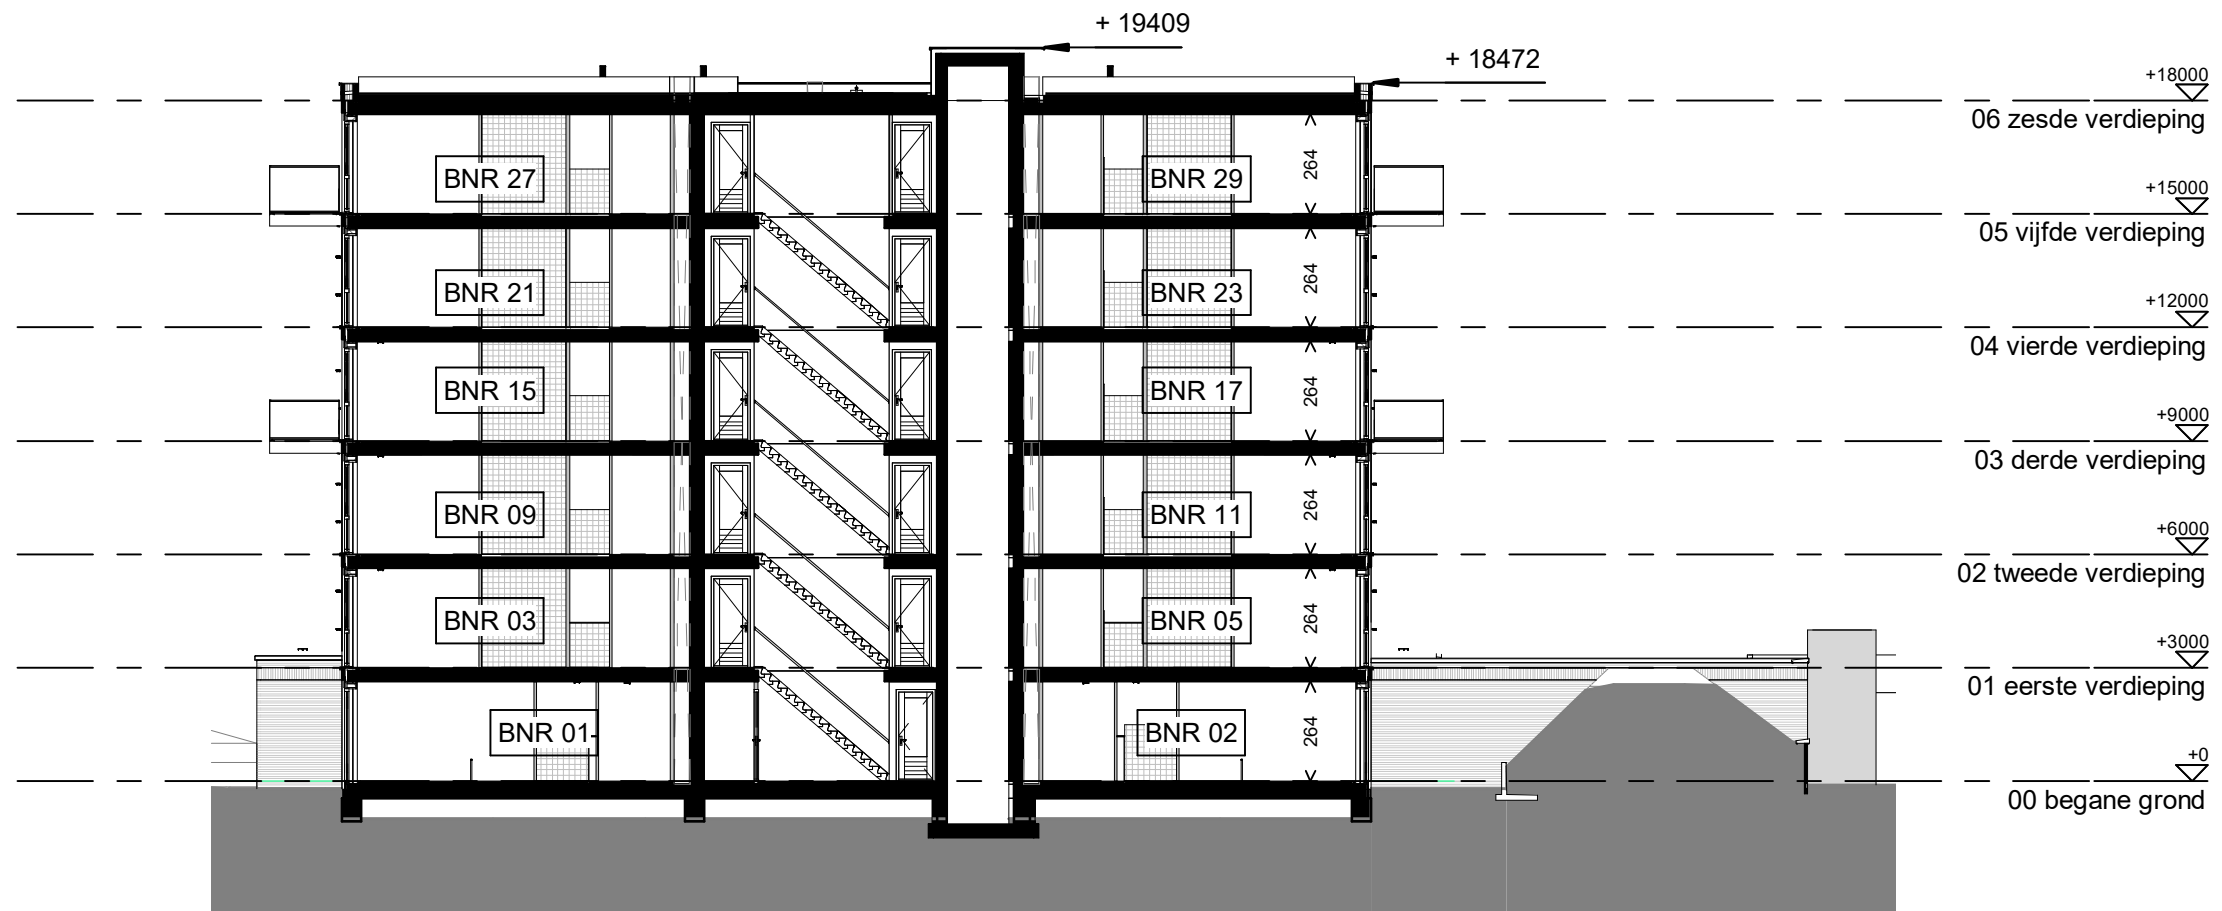 + 19409
+ 18472
+18000
06 zesde verdieping
BNR 27
BNR 29
264
+15000
05 vijfde verdieping
BNR 21
BNR 23
264
+12000
04 vierde verdieping
BNR 15
BNR 17
264
+9000
03 derde verdieping
BNR 09
BNR 11
264
+6000
02 tweede verdieping
BNR 03
BNR 05
264
+3000
01 eerste verdieping
BNR 01
BNR 02
264
+0
00 begane grond